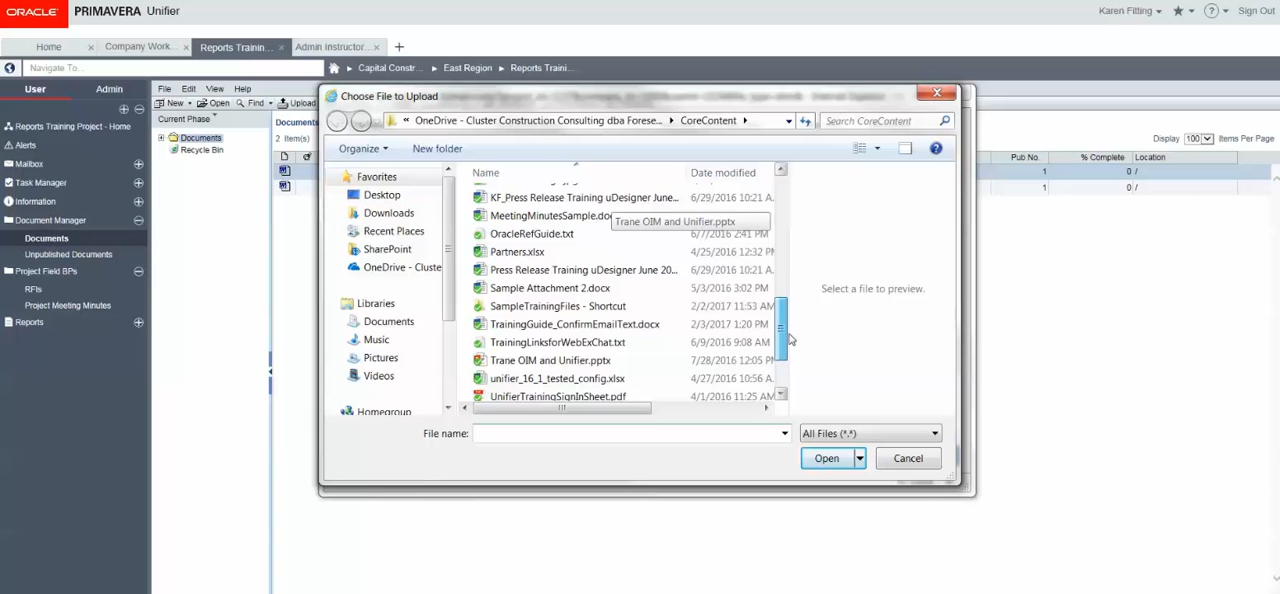 ORACLE PRIMAVERA Unifier Karen Fitting Sign Out
Home Company Work... Reports Trainin... Admin Instructor...
Navigate To... Capital Constr... East Region Reports Traini...
User Admin
Reports Training Project - Home
Alerts
Mailbox
Task Manager
Information
Document Manager
Documents
Unpublished Documents
Project Field BPs
RFIs
Project Meeting Minutes
Reports
File Edit View Help
New Open Find Upload
Current Phase
Documents
Recycle Bin
Documents
2 Item(s)
Display 100 Items Per Page
Pub No. % Complete Location
1 0 /
1 0 /
Choose File to Upload
« OneDrive - Cluster Construction Consulting dba Forese... CoreContent Search CoreContent
Organize New folder
Favorites
Desktop
Downloads
Recent Places
SharePoint
OneDrive - Cluste
Libraries
Documents
Music
Pictures
Videos
Homegroup
Name Date modified
KF_Press Release Training uDesigner June... 6/29/2016 10:21 A
MeetingMinutesSample.do
Trane OIM and Unifier.pptx
OracleRefGuide.txt 6/7/2016 2:41 PM
Partners.xlsx 4/25/2016 12:32 P
Press Release Training uDesigner June 20... 6/29/2016 10:21 A
Sample Attachment 2.docx 5/3/2016 3:02 PM
SampleTrainingFiles - Shortcut 2/2/2017 11:53 AM
TrainingGuide_ConfirmEmailText.docx 2/3/2017 1:20 PM
TrainingLinksforWebExChat.txt 6/9/2016 9:08 AM
Trane OIM and Unifier.pptx 7/28/2016 12:05 P
unifier_16_1_tested_config.xlsx 4/27/2016 10:56 A
UnifierTrainingSignInSheet.pdf 4/1/2016 11:25 AM
Select a file to preview.
File name: All Files (*.*)
Open Cancel